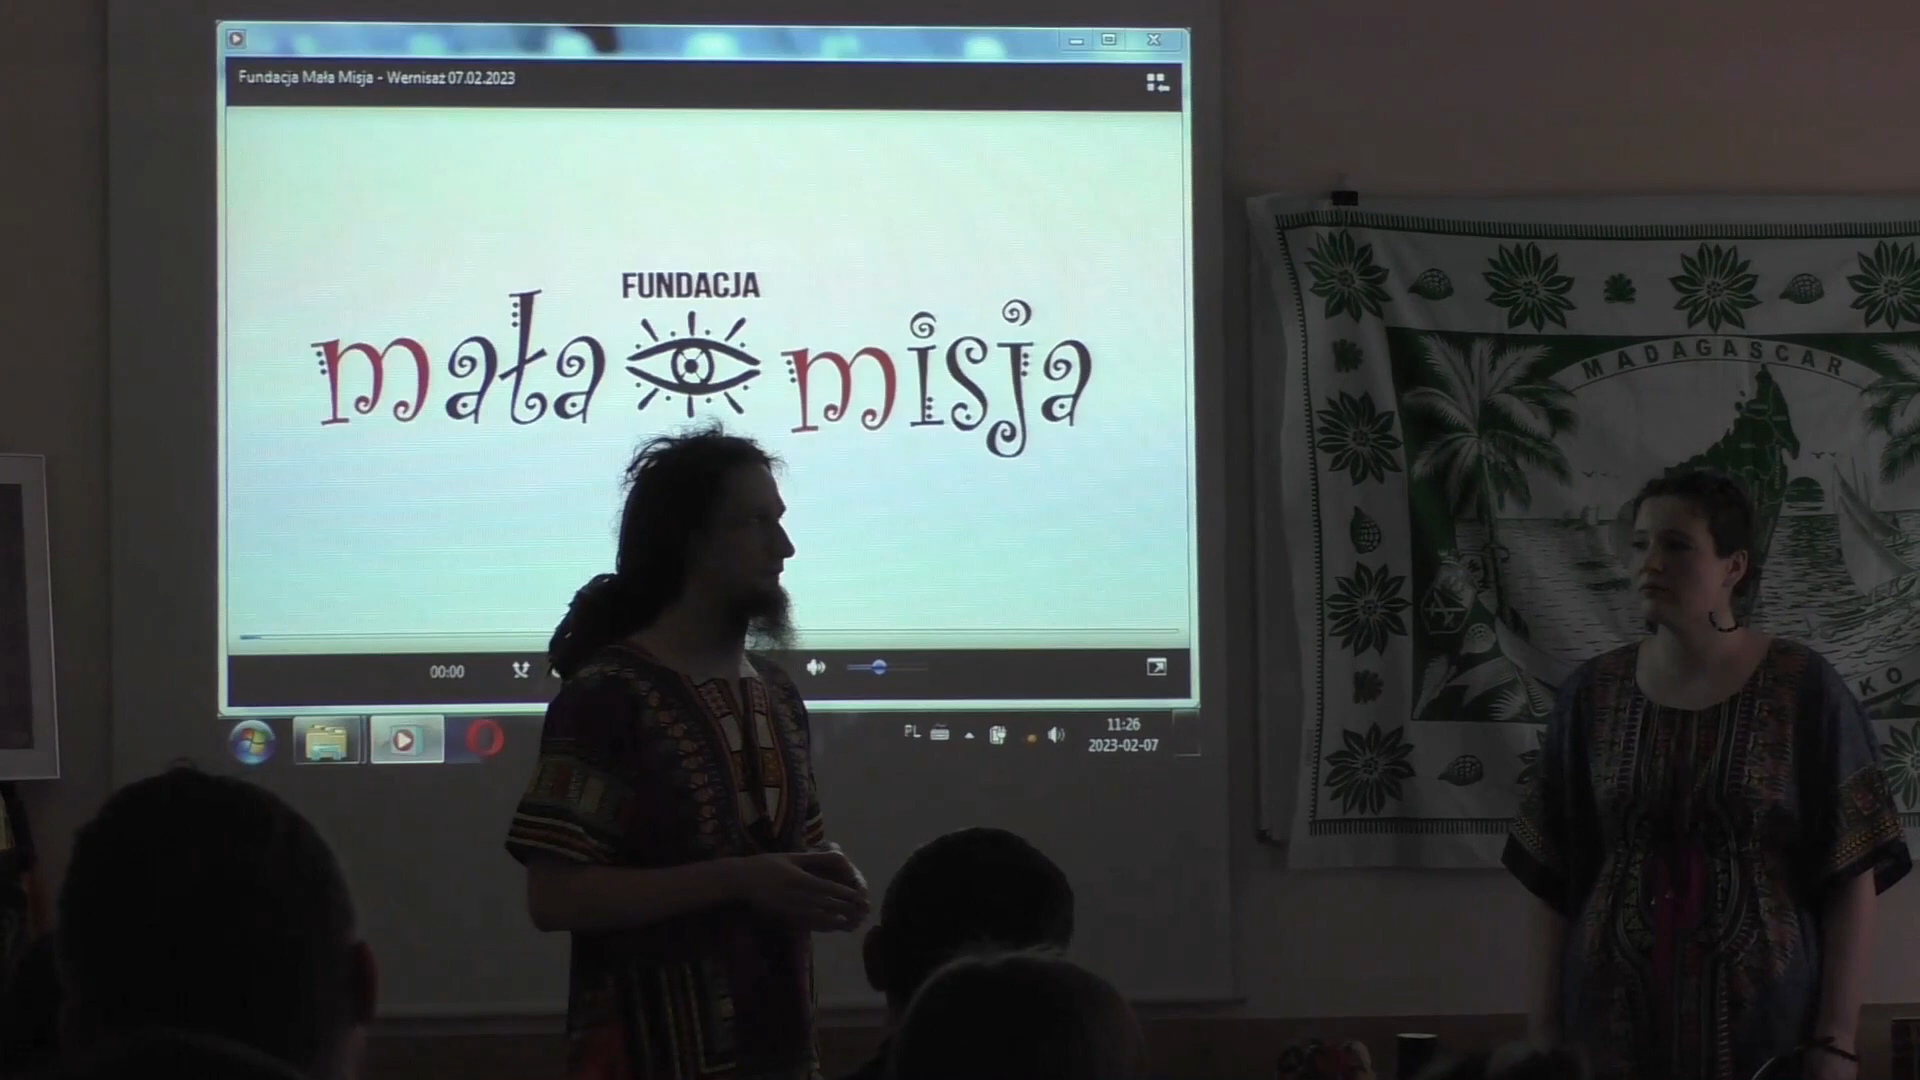 Fundacja Mała Misja - Wernisaż 07.02.2023
FUNDACJA
mała misja
00:00
PL
11:26
2023-02-07
MADAGASCAR
KO